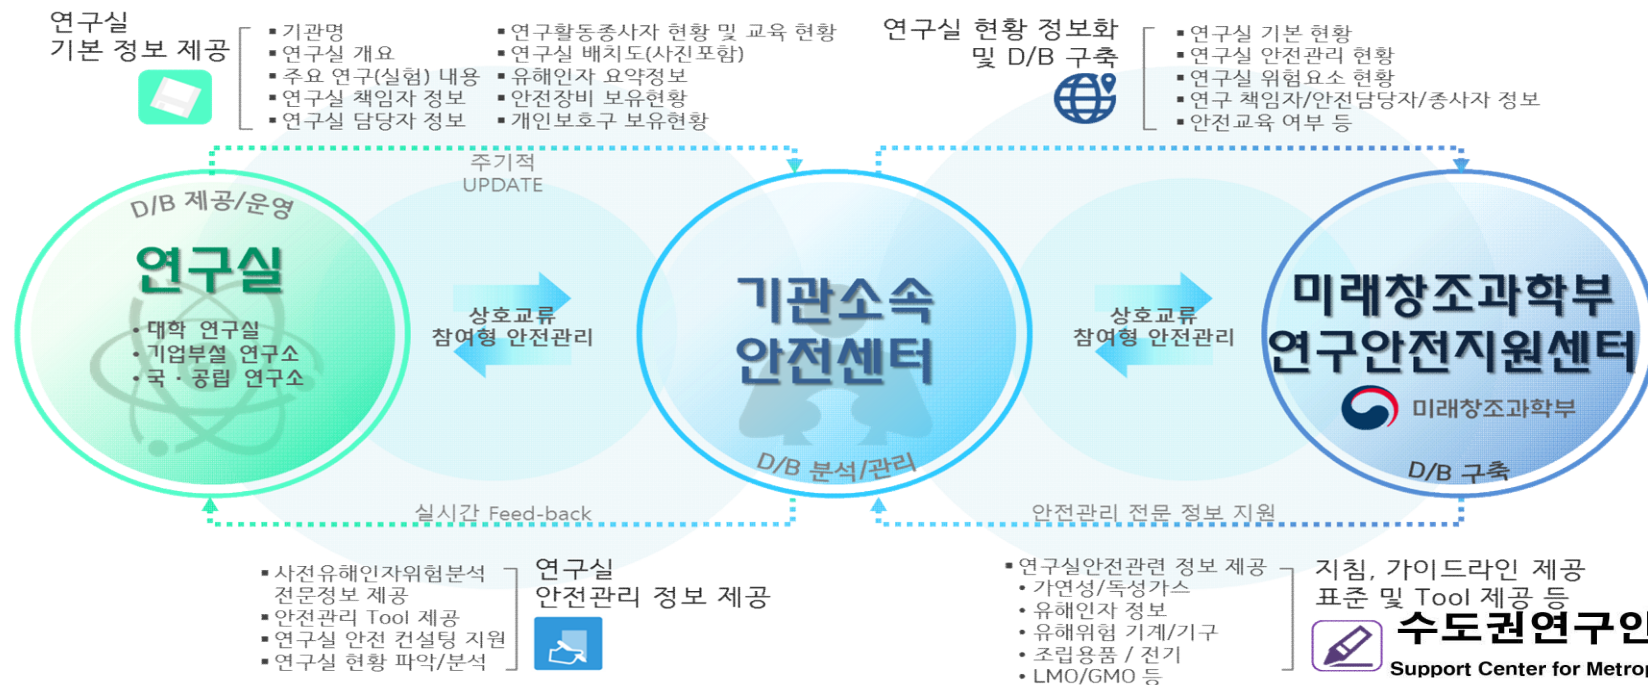 연구실
기본 정보 제공
▪ 기관명
▪ 연구실 개요
▪ 주요 연구(실험) 내용
▪ 연구실 책임자 정보
▪ 연구실 담당자 정보
▪ 연구활동종사자 현황 및 교육 현황
▪ 연구실 배치도(사진포함)
▪ 유해인자 요약정보
▪ 안전장비 보유현황
▪ 개인보호구 보유현황
연구실 현황 정보화
및 D/B 구축
▪ 연구실 기본 현황
▪ 연구실 안전관리 현황
▪ 연구실 위험요소 현황
▪ 연구 책임자/안전담당자/종사자 정보
▪ 안전교육 여부 등
주기적
UPDATE
D/B 제공/운영
연구실
• 대학 연구실
• 기업부설 연구소
• 국 · 공립 연구소
상호교류
참여형 안전관리
기관소속
안전센터
D/B 분석/관리
상호교류
참여형 안전관리
미래창조과학부
연구안전지원센터
미래창조과학부
D/B 구축
실시간 Feed-back
안전관리 전문 정보 지원
▪ 사전유해인자위험분석
전문정보 제공
▪ 안전관리 Tool 제공
▪ 연구실 안전 컨설팅 지원
▪ 연구실 현황 파악/분석
연구실
안전관리 정보 제공
▪ 연구실안전관련 정보 제공
• 가연성/독성가스
• 유해인자 정보
• 유해위험 기계/기구
• 조립용품 / 전기
• LMO/GMO 등
지침, 가이드라인 제공
표준 및 Tool 제공 등
수도권연구안
Support Center for Metrop